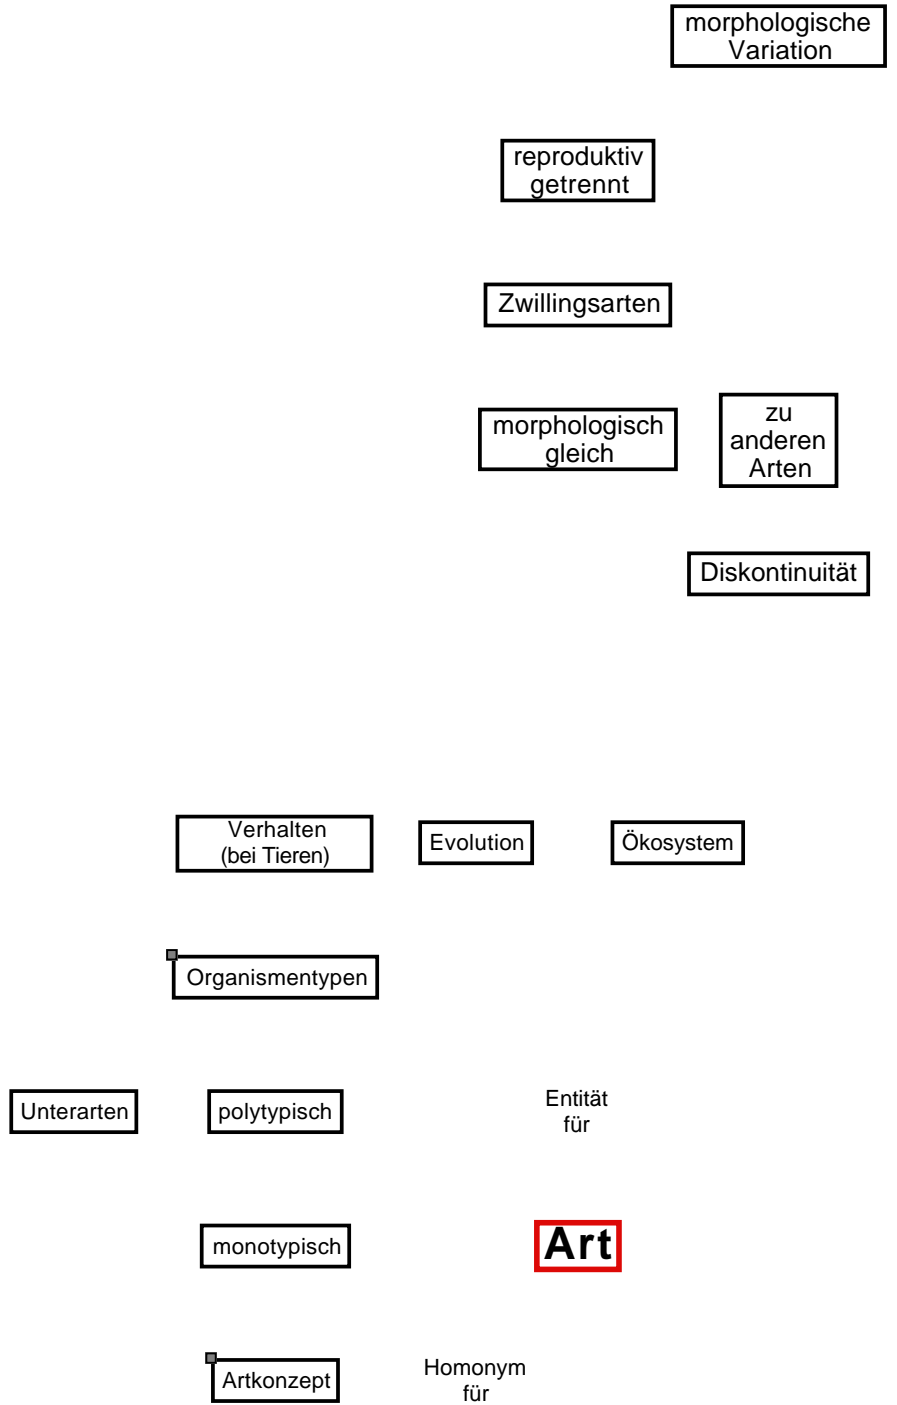 morphologische
Variation
reproduktiv
getrennt
Zwillingsarten
morphologisch
gleich
zu
anderen
Arten
Diskontinuität
Verhalten
(bei Tieren)
Evolution
Ökosystem
Organismentypen
Unterarten
polytypisch
Entität
für
monotypisch
Art
Artkonzept
Homonym
für